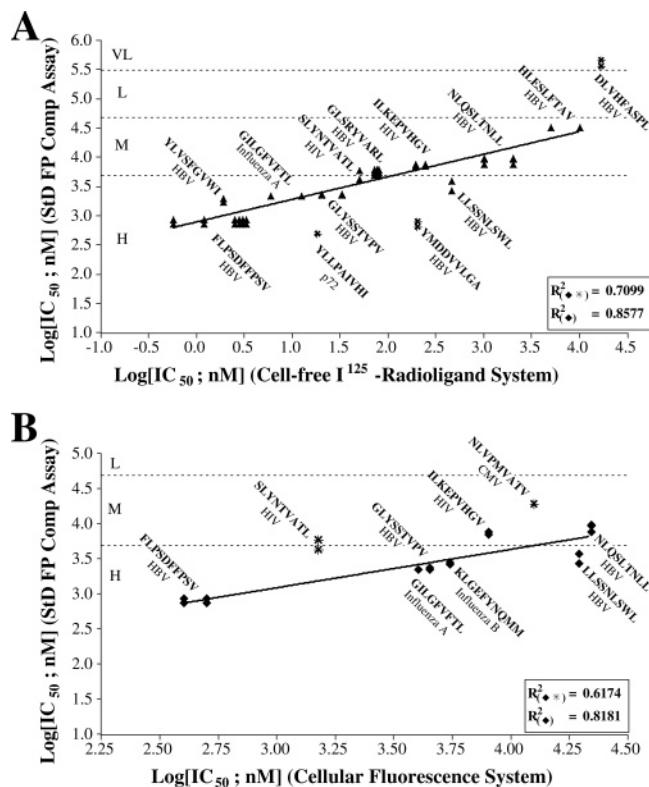 A
Log[IC50 ; nM] (StD FP Comp Assay)
6.0
5.5
5.0
4.5
4.0
3.5
3.0
2.5
2.0
1.5
1.0
VL
L
M
H
YLVSFGVWI
HBV
GILGFVFTL
Influenza A
SLYNTVATL
HIV
GLSRYVARL
HBV
ILKEPVHGV
HIV
NLQSLTNLL
HBV
HLESLFTAV
HBV
DLVHFASPL
HBV
FLPSDFFPSV
HBV
YLLPAIVHI
p72
GLYSSTVPV
HBV
YMDDVVLGA
HBV
LLSSNLSWL
HBV
R2(◆ *) = 0.7099
R2(◆) = 0.8577
-1.0 -0.5 0.0 0.5 1.0 1.5 2.0 2.5 3.0 3.5 4.0 4.5
Log[IC50 ; nM] (Cell-free I125 -Radioligand System)
B
Log[IC50 ; nM] (StD FP Comp Assay)
5.0
4.5
4.0
3.5
3.0
2.5
2.0
1.5
1.0
L
M
H
FLPSDFFPSV
HBV
SLYNTVATL
HIV
GLYSSTVPV
HBV
ILKEPVHGV
HIV
NLVPMVATV
CMV
GILGFVFTL
Influenza A
KLGEFYNQMM
Influenza B
NLQSLTNLL
HBV
LLSSNLSWL
HBV
R2(◆ *) = 0.6174
R2(◆) = 0.8181
2.25 2.50 2.75 3.00 3.25 3.50 3.75 4.00 4.25 4.50
Log[IC50 ; nM] (Cellular Fluorescence System)